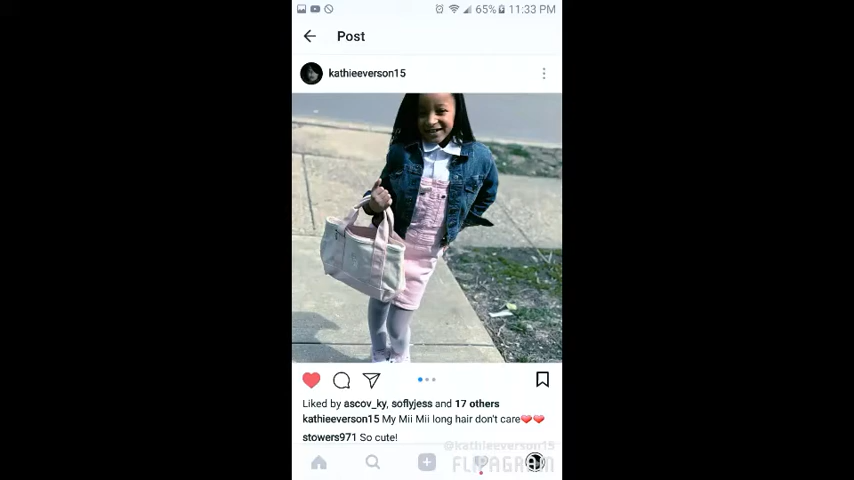 65% 11:33 PM
Post
kathieeverson15
Liked by ascov_ky, soflyjess and 17 others
kathieeverson15 My Mii Mii long hair don't care❤❤
stowers971 So cute!
@kathieeverson15
FLIPAGRAM